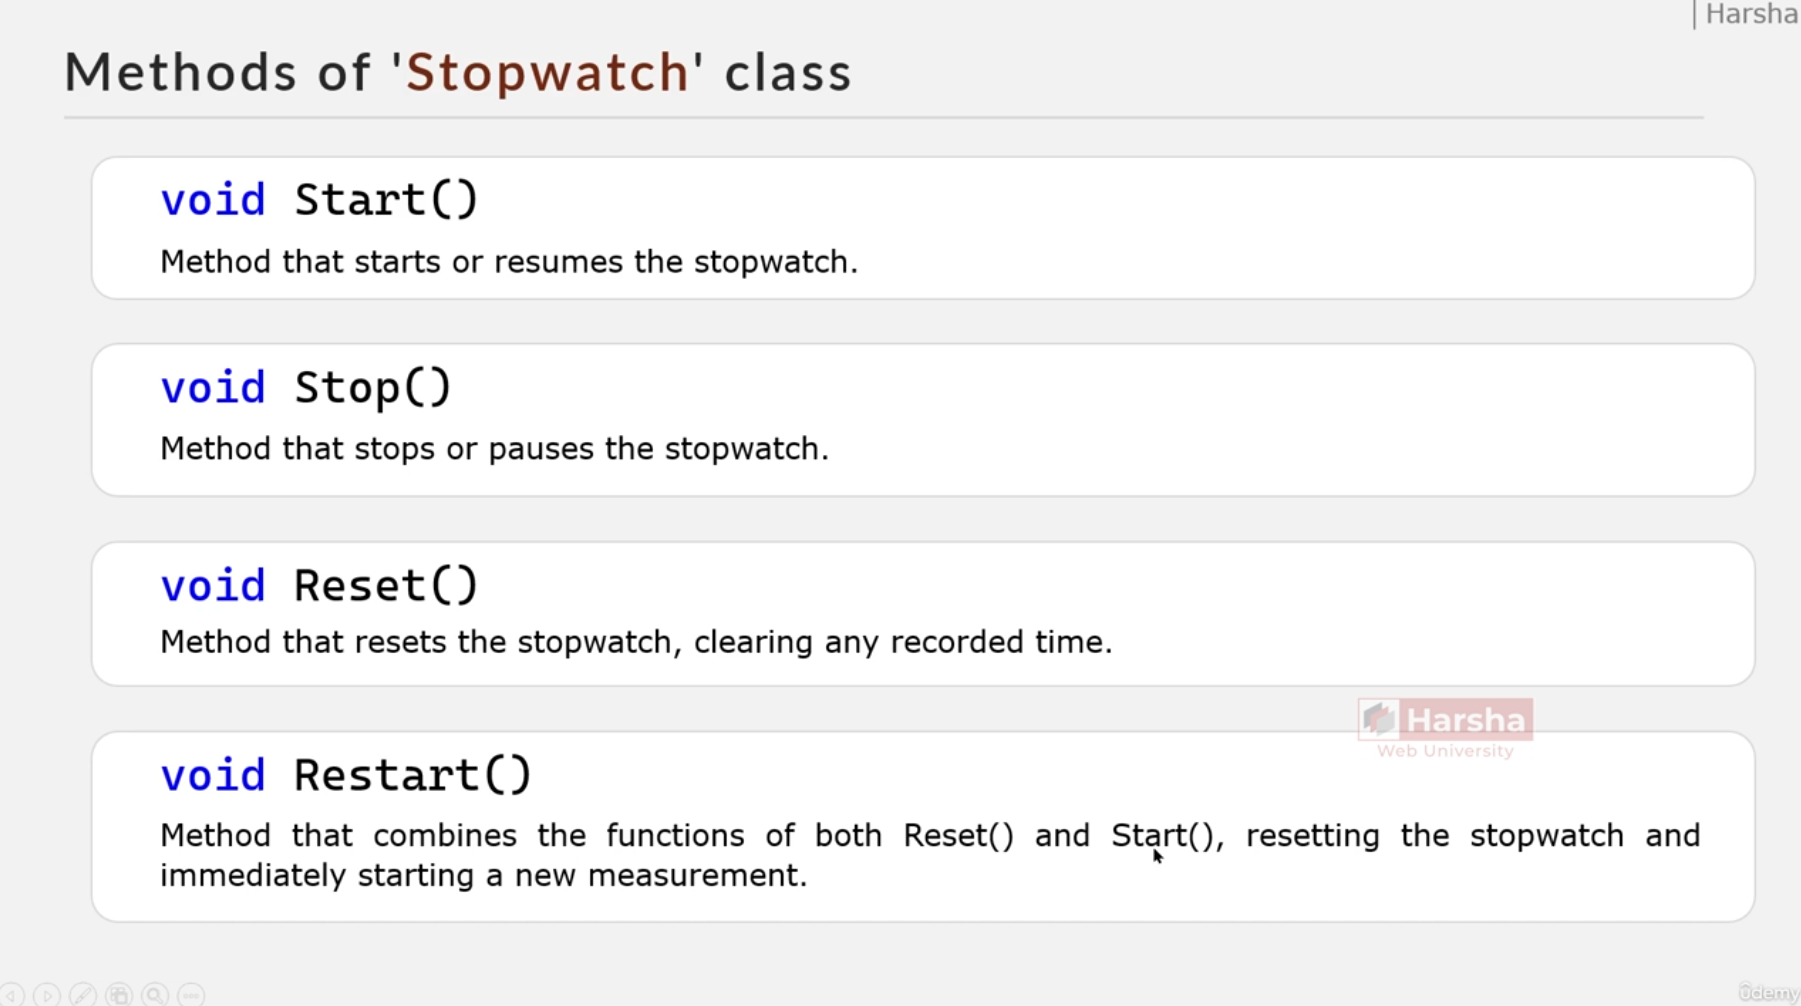 | Harsha
Methods of 'Stopwatch' class
void Start()
Method that starts or resumes the stopwatch.
void Stop()
Method that stops or pauses the stopwatch.
void Reset()
Method that resets the stopwatch, clearing any recorded time.
Harsha
Web University
void Restart()
Method that combines the functions of both Reset() and Start(), resetting the stopwatch and
immediately starting a new measurement.
ûdemy